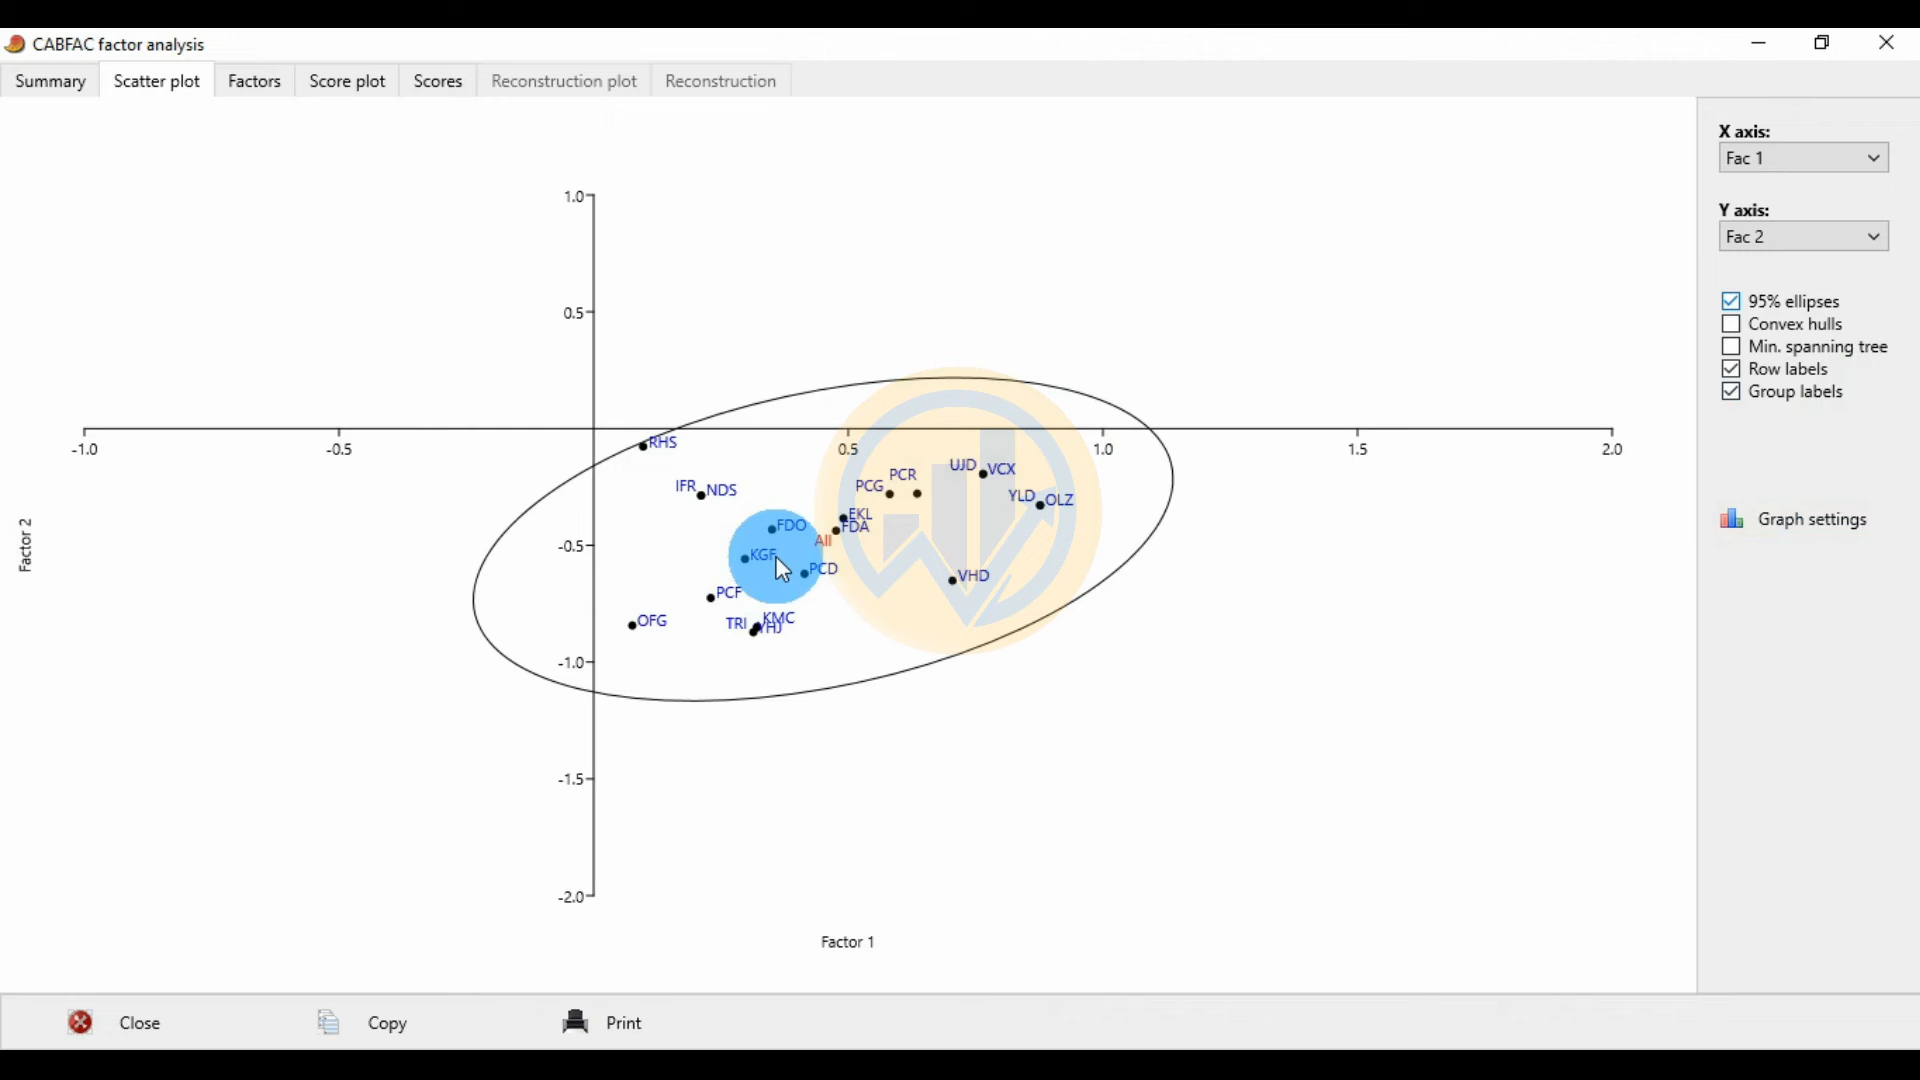 CABFAC factor analysis
Summary Scatter plot Factors Score plot Scores Reconstruction plot Reconstruction
X axis:
Fac 1
Y axis:
Fac 2
95% ellipses
Convex hulls
Min. spanning tree
Row labels
Group labels
Graph settings
1.0
0.5
-1.0 -0.5 0.5 1.0 1.5 2.0
RHS
UJD VCX
PCR
IFR NDS PCG YLD OLZ
EKL
FDO FDA
All
-0.5
KGF PCD VHD
PCF
OFG TRI KMC
YHJ
-1.0
-1.5
-2.0
Factor 2
Factor 1
Close Copy Print